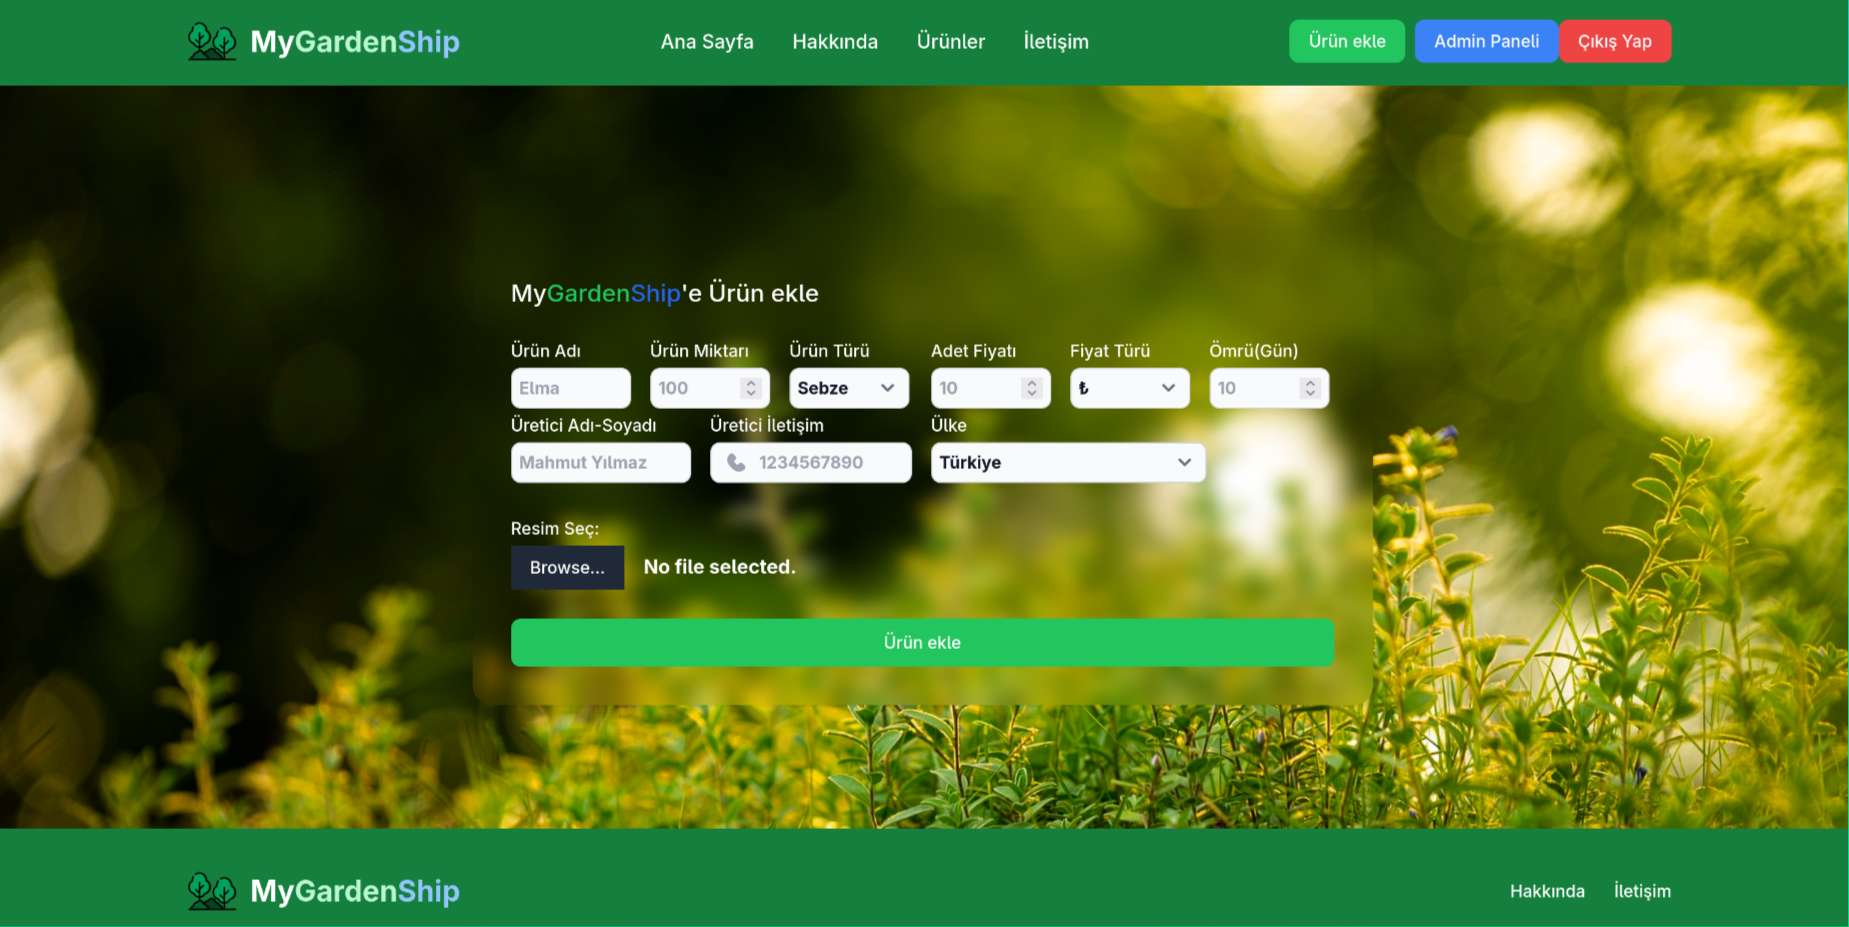 MyGardenShip
Ana Sayfa Hakkında Ürünler İletişim
Ürün ekle Admin Paneli Çıkış Yap
MyGardenShip'e Ürün ekle
Ürün Adı Ürün Miktarı Ürün Türü Adet Fiyatı Fiyat Türü Ömrü(Gün)
Elma 100 Sebze 10 ₺ 10
Üretici Adı-Soyadı Üretici İletişim Ülke
Mahmut Yılmaz 1234567890 Türkiye
Resim Seç:
Browse... No file selected.
Ürün ekle
MyGardenShip
Hakkında İletişim